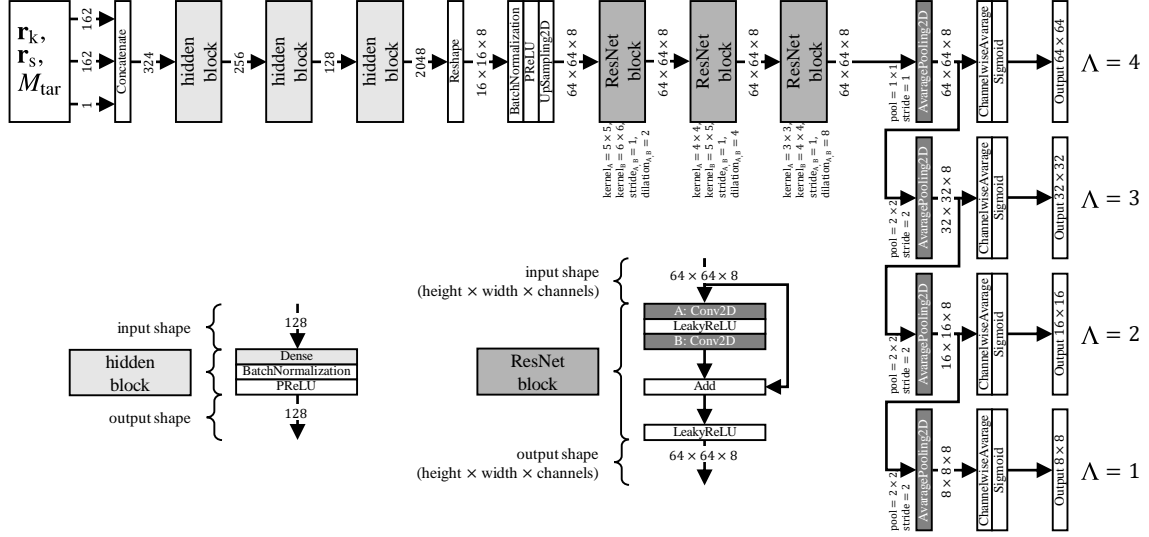 r_k,
r_s,
M_tar
162
162
1
Concatenate
324
hidden
block
256
hidden
block
128
hidden
block
2048
Reshape
16 × 16 × 8
BatchNormalization
PReLU
UpSampling2D
64 × 64 × 8
ResNet
block
kernel_A = 5 × 5,
kernel_B = 6 × 6,
stride_A,B = 1,
dilation_A,B = 2
64 × 64 × 8
ResNet
block
kernel_A = 4 × 4,
kernel_B = 5 × 5,
stride_A,B = 1,
dilation_A,B = 4
64 × 64 × 8
ResNet
block
kernel_A = 3 × 3,
kernel_B = 4 × 4,
stride_A,B = 1,
dilation_A,B = 8
64 × 64 × 8
pool = 1 × 1
stride = 1
AvaragePooling2D
64 × 64 × 8
ChannelwiseAvarage
Sigmoid
Output 64 × 64
Λ = 4
pool = 2 × 2
stride = 2
AvaragePooling2D
32 × 32 × 8
ChannelwiseAvarage
Sigmoid
Output 32 × 32
Λ = 3
pool = 2 × 2
stride = 2
AvaragePooling2D
16 × 16 × 8
ChannelwiseAvarage
Sigmoid
Output 16 × 16
Λ = 2
pool = 2 × 2
stride = 2
AvaragePooling2D
8 × 8 × 8
ChannelwiseAvarage
Sigmoid
Output 8 × 8
Λ = 1
input shape
128
hidden
block
Dense
BatchNormalization
PReLU
output shape
128
input shape
(height × width × channels)
64 × 64 × 8
ResNet
block
A: Conv2D
LeakyReLU
B: Conv2D
Add
LeakyReLU
output shape
(height × width × channels)
64 × 64 × 8